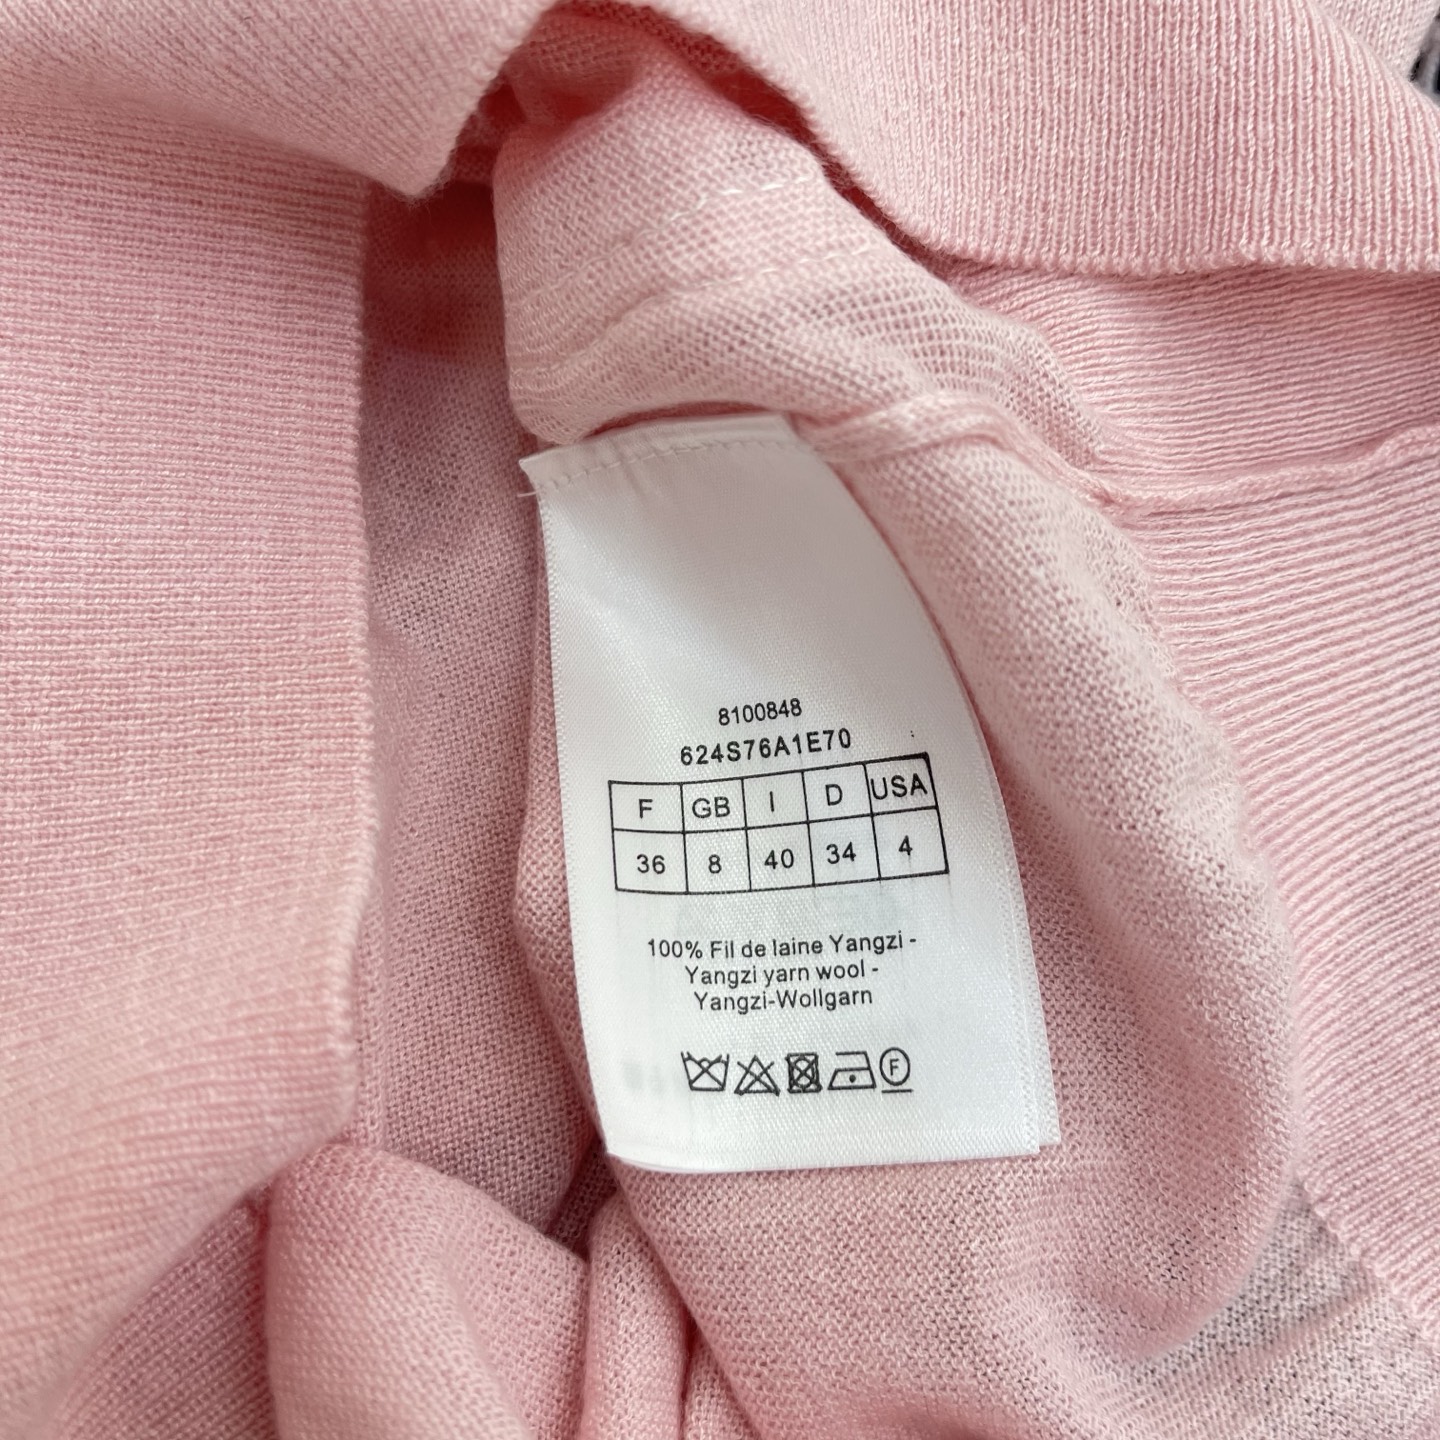 8100848
624S76A1E70
F GB I D USA
36 8 40 34 4
100% Fil de laine Yangzi -
Yangzi yarn wool -
Yangzi-Wollgarn
F